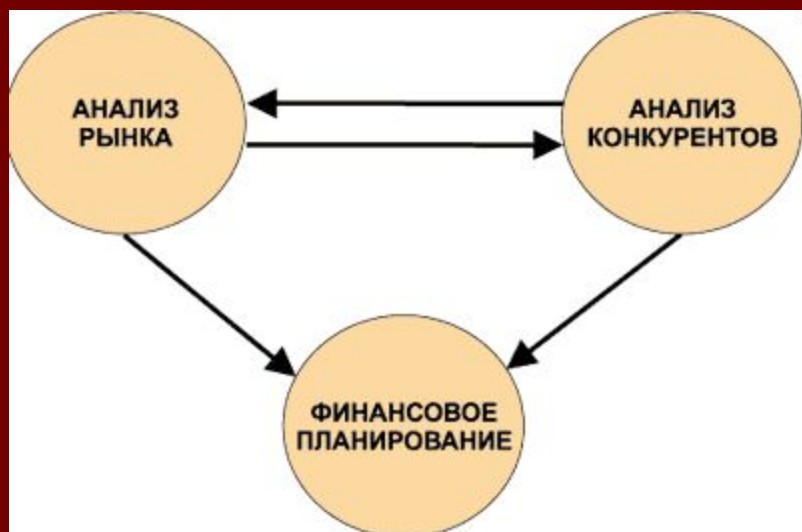 АНАЛИЗ
РЫНКА
АНАЛИЗ
КОНКУРЕНТОВ
ФИНАНСОВОЕ
ПЛАНИРОВАНИЕ